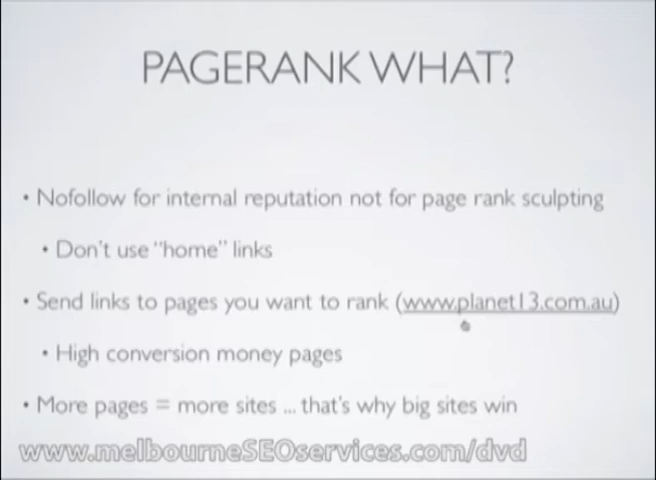 PAGERANK WHAT?
• Nofollow for internal reputation not for page rank sculpting
• Don't use "home" links
• Send links to pages you want to rank (www.planet13.com.au)
• High conversion money pages
• More pages = more sites ... that's why big sites win
www.melbourneSEOservices.com/dvd